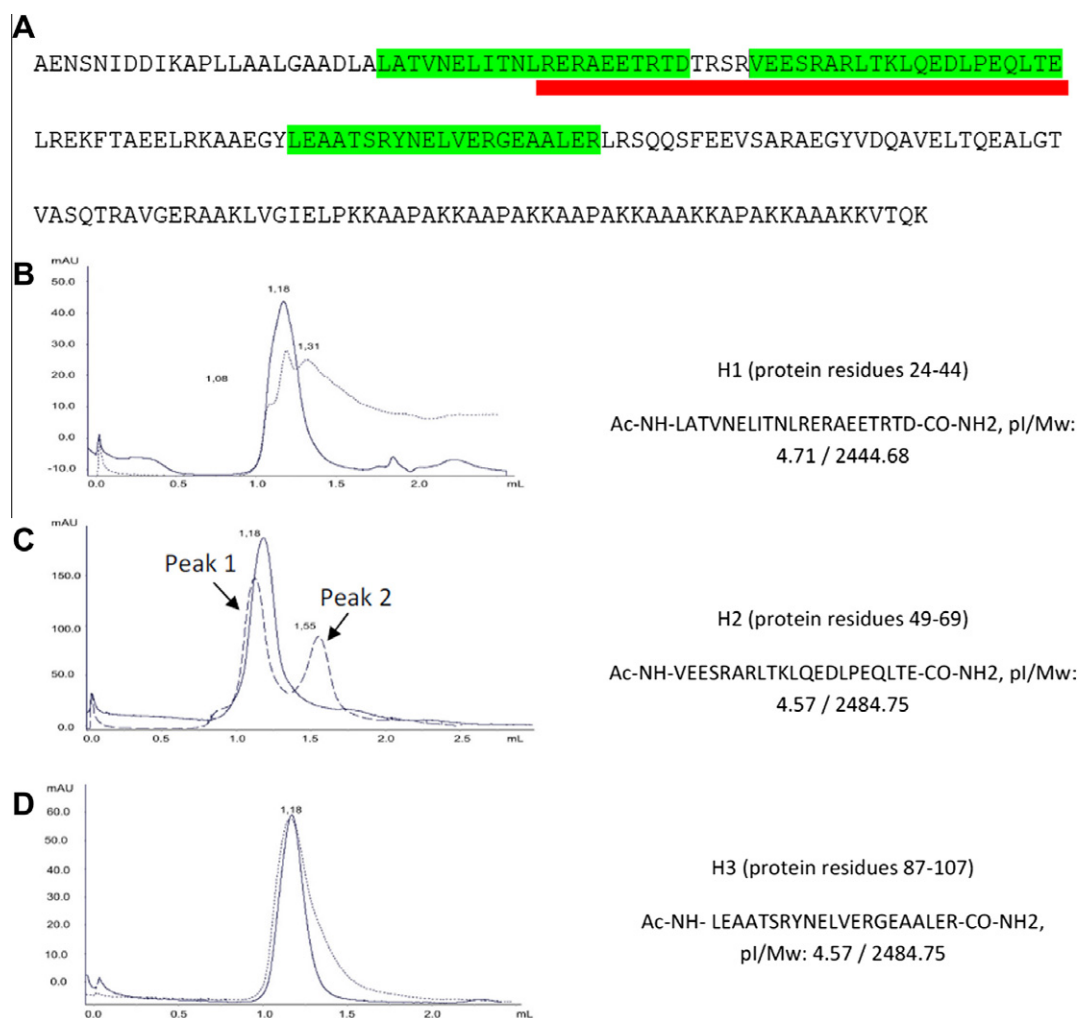 A
AENSNIDDIKAPLLAALGAADLALATVNELITNLRERAEETRTDTRSRVEESRARLTKLQEDLPEQLTE
LREKFTAEELRKAAEGYLEAATSRYNELVERGEAALERLRSQQSFEEVSARAEGYVDQAVELTQEALGT
VASQTRAVGERAAKLVGIELPKKAAPAKKAAPAKKAAPAKKAAAKKAPAKKAAAKKVTQK
B
mAU
50.0
40.0
30.0
20.0
10.0
0.0
-10.0
1,18
1,31
1,08
0.0 0.5 1.0 1.5 2.0 mL
H1 (protein residues 24-44)
Ac-NH-LATVNELITNLRERAEETRTD-CO-NH2, pI/Mw:
4.71 / 2444.68
C
mAU
150.0
100.0
50.0
0.0
1,18
Peak 1
Peak 2
1,55
0.0 0.5 1.0 1.5 2.0 2.5 mL
H2 (protein residues 49-69)
Ac-NH-VEESRARLTKLQEDLPEQLTE-CO-NH2, pI/Mw:
4.57 / 2484.75
D
mAU
60.0
50.0
40.0
30.0
20.0
10.0
0.0
1,18
0.0 0.5 1.0 1.5 2.0 mL
H3 (protein residues 87-107)
Ac-NH- LEAATSRYNELVERGEAALER-CO-NH2,
pI/Mw: 4.57 / 2484.75